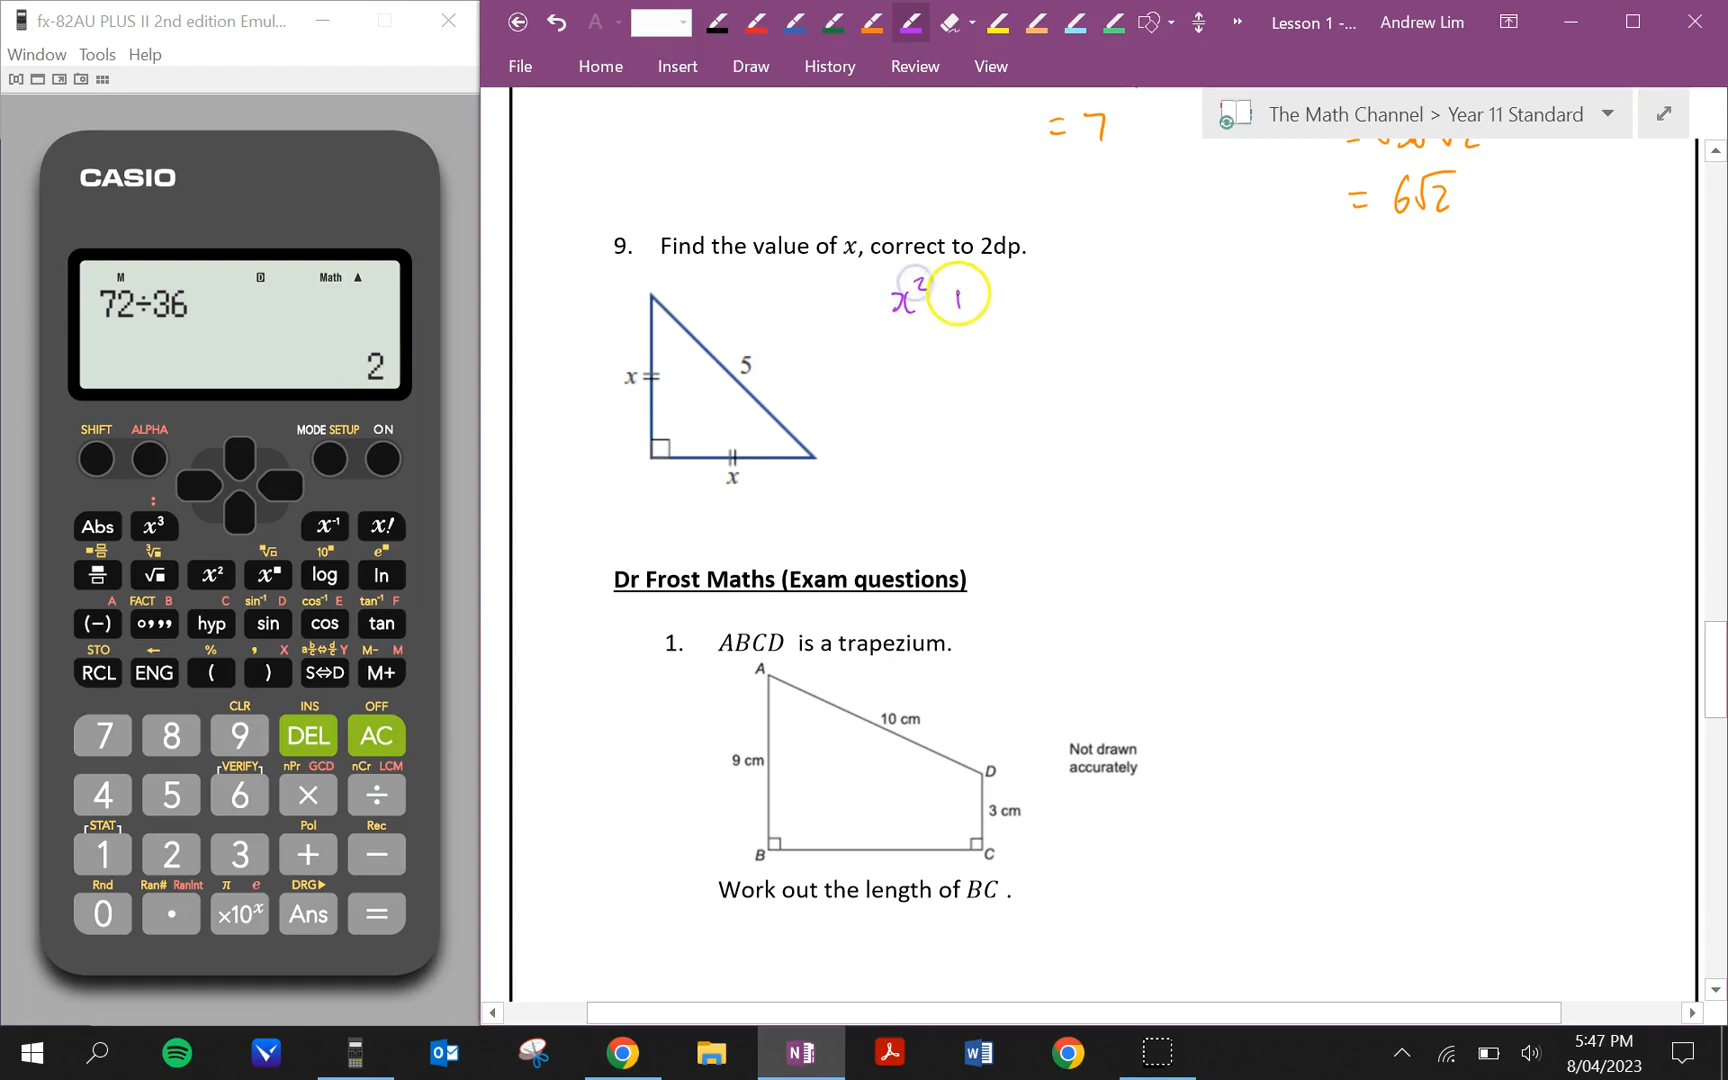 fx-82AU PLUS II 2nd edition Emul...
Window Tools Help
CASIO
M D Math
72÷36
2
SHIFT ALPHA MODE SETUP ON
:
Abs x³ x⁻¹ x!
³√■ ■√□ 10■ e■
√■ x² x■ log ln
A FACT B C sin⁻¹ D cos⁻¹ E tan⁻¹ F
(−) °,,, hyp sin cos tan
STO ← % , X a b/c⇔d/c Y M− M
RCL ENG ( ) S⇔D M+
CLR INS OFF
7 8 9 DEL AC
VERIFY nPr GCD nCr LCM
4 5 6 × ÷
STAT Pol Rec
1 2 3 + −
Rnd Ran# RanInt π e DRG▶
0 • ×10ˣ Ans =
Lesson 1 -... Andrew Lim
File Home Insert Draw History Review View
The Math Channel > Year 11 Standard
= 7
= 6√2
9. Find the value of x, correct to 2dp.
x²
x
5
x
Dr Frost Maths (Exam questions)
1. ABCD is a trapezium.
A
10 cm
9 cm
D
3 cm
B
C
Not drawn
accurately
Work out the length of BC .
5:47 PM
8/04/2023